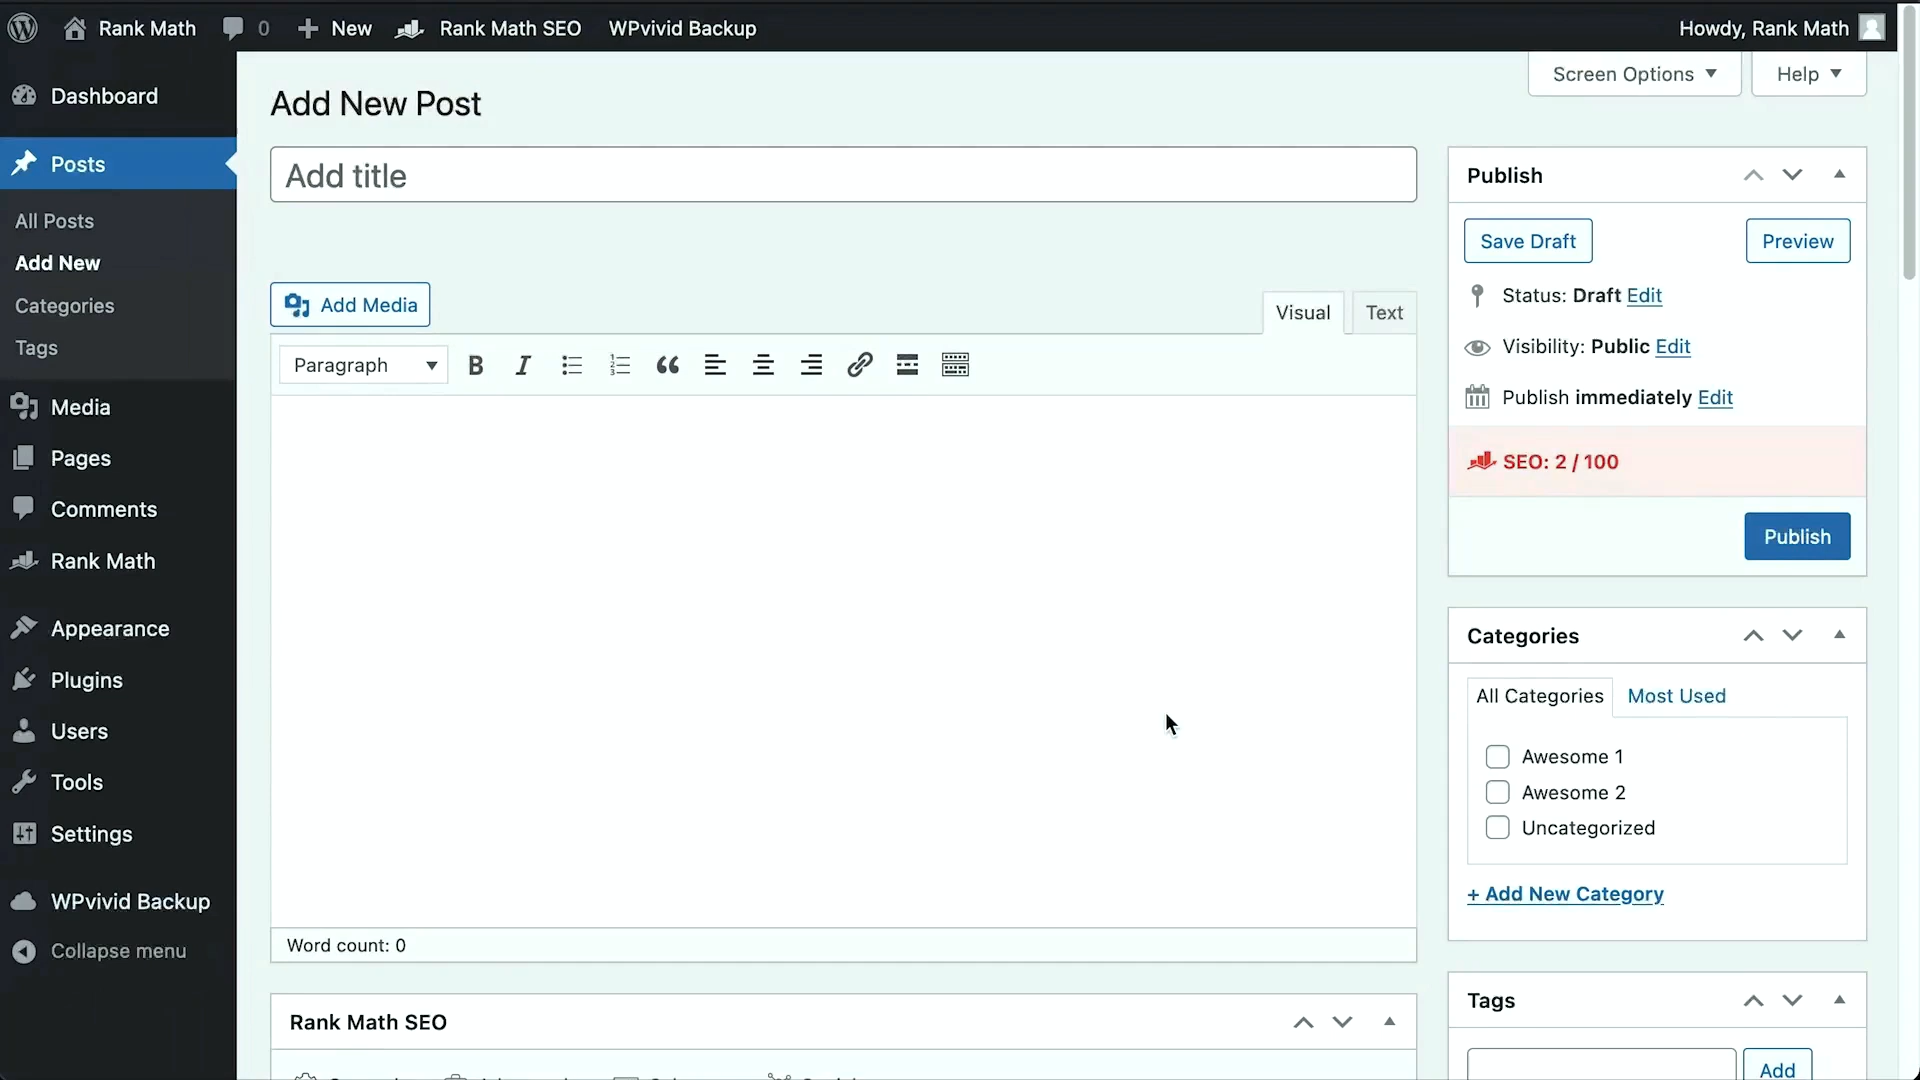 Rank Math
0
New
Rank Math SEO
WPvivid Backup
Howdy, Rank Math
Dashboard
Posts
All Posts
Add New
Categories
Tags
Media
Pages
Comments
Rank Math
Appearance
Plugins
Users
Tools
Settings
WPvivid Backup
Collapse menu
Screen Options
Help
Add New Post
Add title
Add Media
Visual
Text
Paragraph
Word count: 0
Rank Math SEO
Publish
Save Draft
Preview
Status: Draft Edit
Visibility: Public Edit
Publish immediately Edit
SEO: 2 / 100
Publish
Categories
All Categories
Most Used
Awesome 1
Awesome 2
Uncategorized
+ Add New Category
Tags
Add